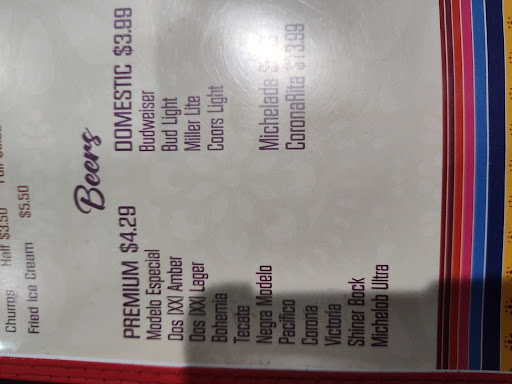 Churros Half $3.50
Fried Ice Cream $5.50
Beers
PREMIUM $4.29
Modelo Especial
Dos (XX) Amber
Dos (XX) Lager
Bohemia
Tecate
Negra Modelo
Pacifico
Corona
Victoria
Shiner Bock
Michelob Ultra
DOMESTIC $3.99
Budweiser
Bud Light
Miller Lite
Coors Light
Michelada
CoronaRita $13.99